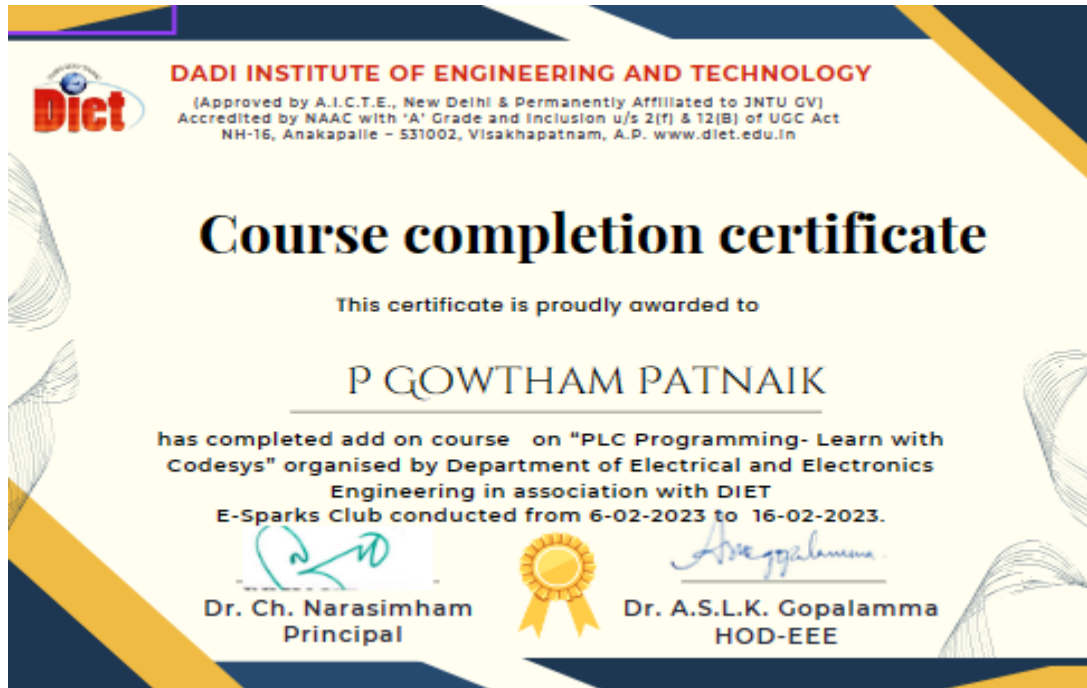 DADI INSTITUTE OF ENGINEERING AND TECHNOLOGY
Diet
(Approved by A.I.C.T.E., New Delhi & Permanently Affiliated to JNTU GV)
Accredited by NAAC with 'A' Grade and Inclusion u/s 2(f) & 12(B) of UGC Act
NH-16, Anakapalle – 531002, Visakhapatnam, A.P. www.diet.edu.in
Course completion certificate
This certificate is proudly awarded to
P GOWTHAM PATNAIK
has completed add on course on “PLC Programming- Learn with
Codesys” organised by Department of Electrical and Electronics
Engineering in association with DIET
E-Sparks Club conducted from 6-02-2023 to 16-02-2023.
Dr. Ch. Narasimham
Principal
Dr. A.S.L.K. Gopalamma
HOD-EEE